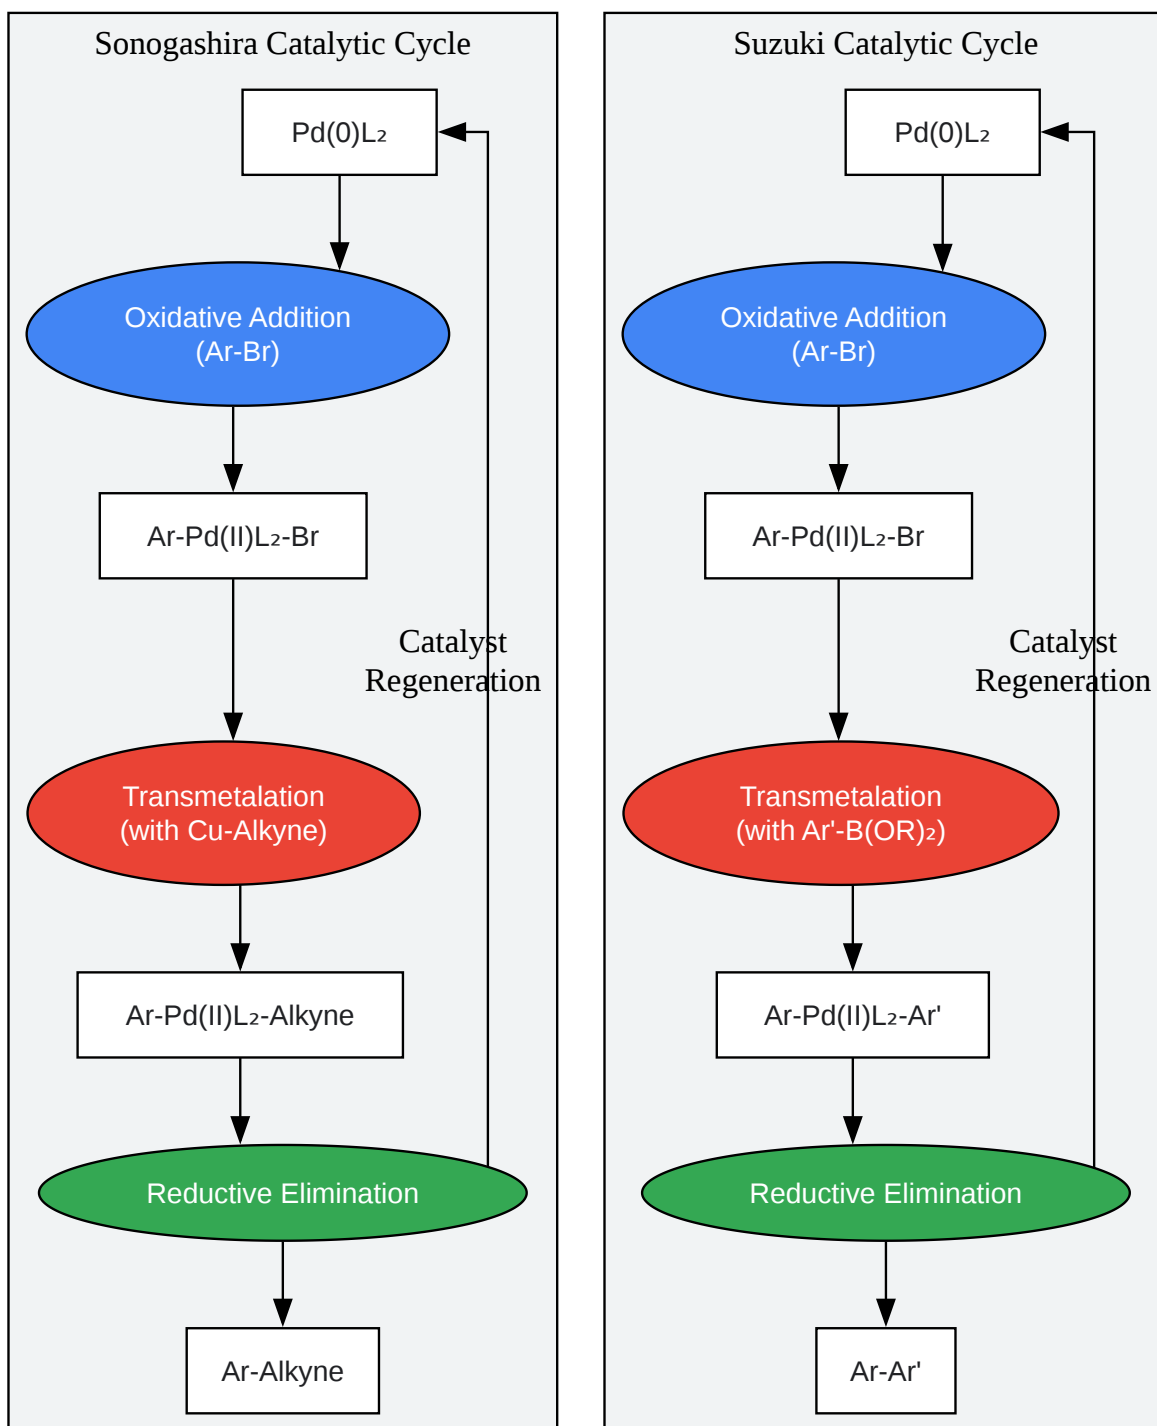 Sonogashira Catalytic Cycle
Pd(0)L₂
Oxidative Addition
(Ar-Br)
Ar-Pd(II)L₂-Br
Catalyst
Regeneration
Transmetalation
(with Cu-Alkyne)
Ar-Pd(II)L₂-Alkyne
Reductive Elimination
Ar-Alkyne
Suzuki Catalytic Cycle
Pd(0)L₂
Oxidative Addition
(Ar-Br)
Ar-Pd(II)L₂-Br
Catalyst
Regeneration
Transmetalation
(with Ar'-B(OR)₂)
Ar-Pd(II)L₂-Ar'
Reductive Elimination
Ar-Ar'